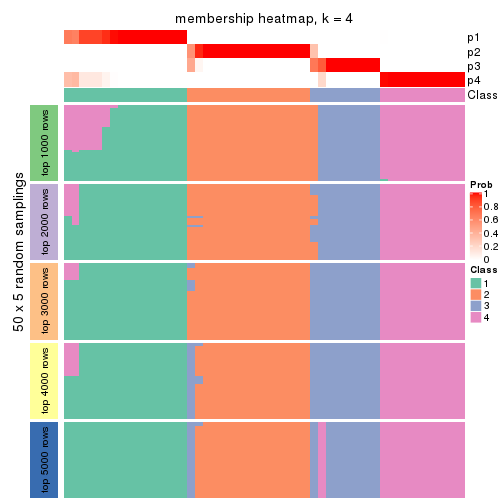 membership heatmap, k = 4
p1
p2
p3
p4
Class
50 x 5 random samplings
top 1000 rows
top 2000 rows
top 3000 rows
top 4000 rows
top 5000 rows
Prob
1
0.8
0.6
0.4
0.2
0
Class
1
2
3
4